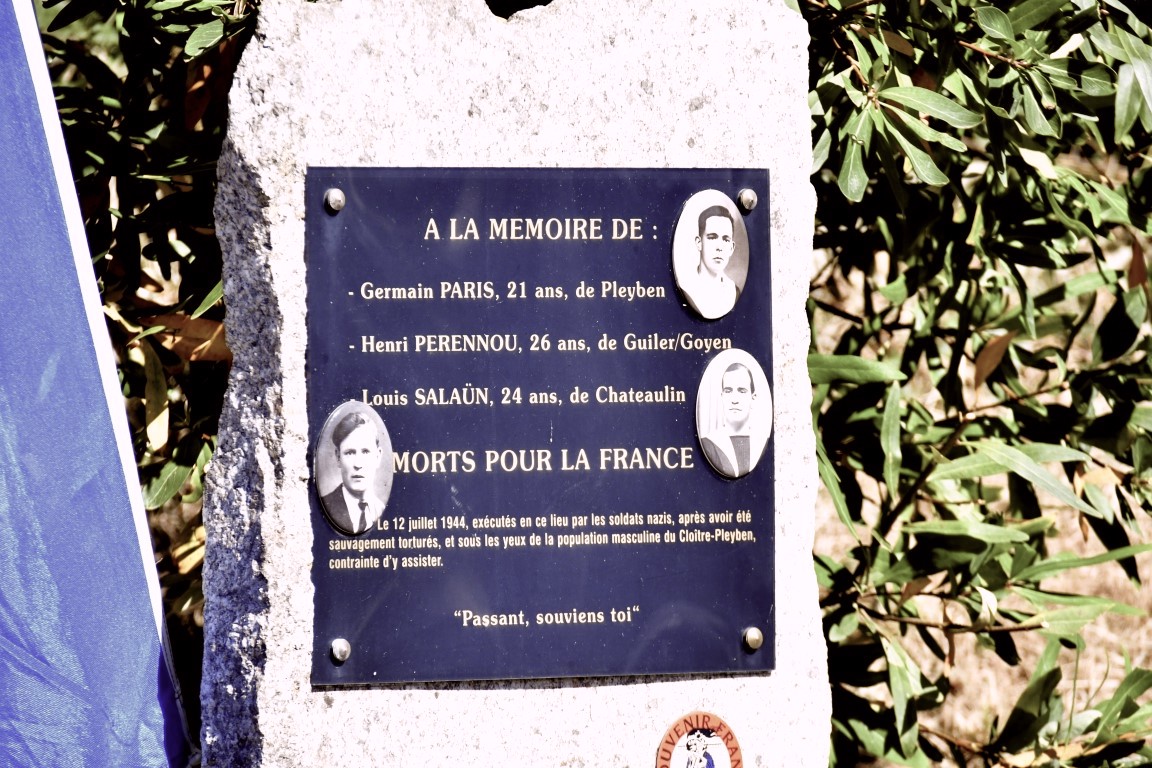 A LA MEMOIRE DE :
- Germain PARIS, 21 ans, de Pleyben
- Henri PERENNOU, 26 ans, de Guiler/Goyen
- Louis SALAÜN, 24 ans, de Chateaulin
MORTS POUR LA FRANCE
Le 12 juillet 1944, exécutés en ce lieu par les soldats nazis, après avoir été
sauvagement torturés, et sous les yeux de la population masculine du Cloître-Pleyben,
contrainte d'y assister.
“Passant, souviens toi“